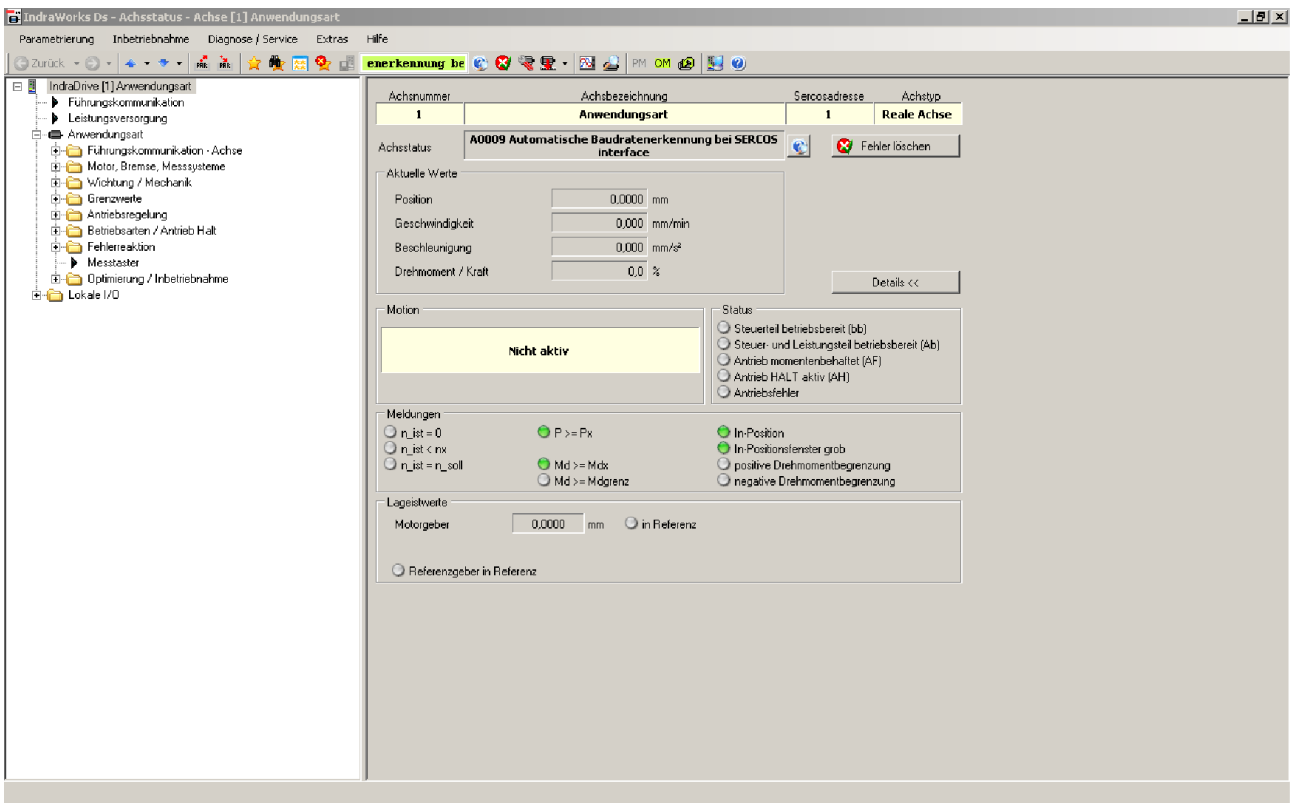 IndraWorks Ds - Achsstatus - Achse [1] Anwendungsart
Parametrierung Inbetriebnahme Diagnose / Service Extras Hilfe
Zurück enerkennung be PM OM
IndraDrive [1] Anwendungsart
Führungskommunikation
Leistungsversorgung
Anwendungsart
Führungskommunikation - Achse
Motor, Bremse, Messsysteme
Wichtung / Mechanik
Grenzwerte
Antriebsregelung
Betriebsarten / Antrieb Halt
Fehlerreaktion
Messtaster
Optimierung / Inbetriebnahme
Lokale I/O
Achsnummer Achsbezeichnung Sercosadresse Achstyp
1 Anwendungsart 1 Reale Achse
Achsstatus
A0009 Automatische Baudratenerkennung bei SERCOS
interface
Fehler löschen
Aktuelle Werte
Position 0,0000 mm
Geschwindigkeit 0,000 mm/min
Beschleunigung 0,000 mm/s²
Drehmoment / Kraft 0,0 %
Details <<
Motion
Nicht aktiv
Status
Steuerteil betriebsbereit (bb)
Steuer- und Leistungsteil betriebsbereit (Ab)
Antrieb momentenbehaftet (AF)
Antrieb HALT aktiv (AH)
Antriebsfehler
Meldungen
n_ist = 0 P >= Px In-Position
n_ist < nx In-Positionsfenster grob
n_ist = n_soll Md >= Mdx positive Drehmomentbegrenzung
Md >= Mdgrenz negative Drehmomentbegrenzung
Lageistwerte
Motorgeber 0,0000 mm in Referenz
Referenzgeber in Referenz